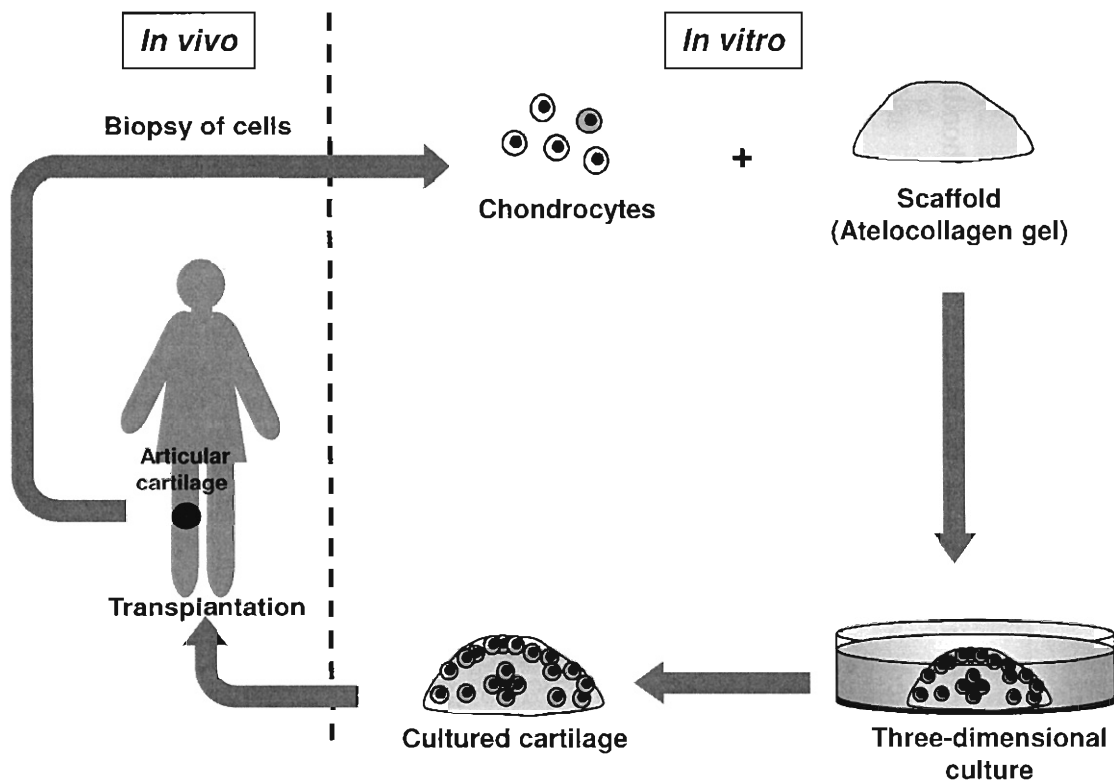 In vivo
In vitro
Biopsy of cells
Chondrocytes
+
Scaffold
(Atelocollagen gel)
Articular
cartilage
Transplantation
Cultured cartilage
Three-dimensional
culture